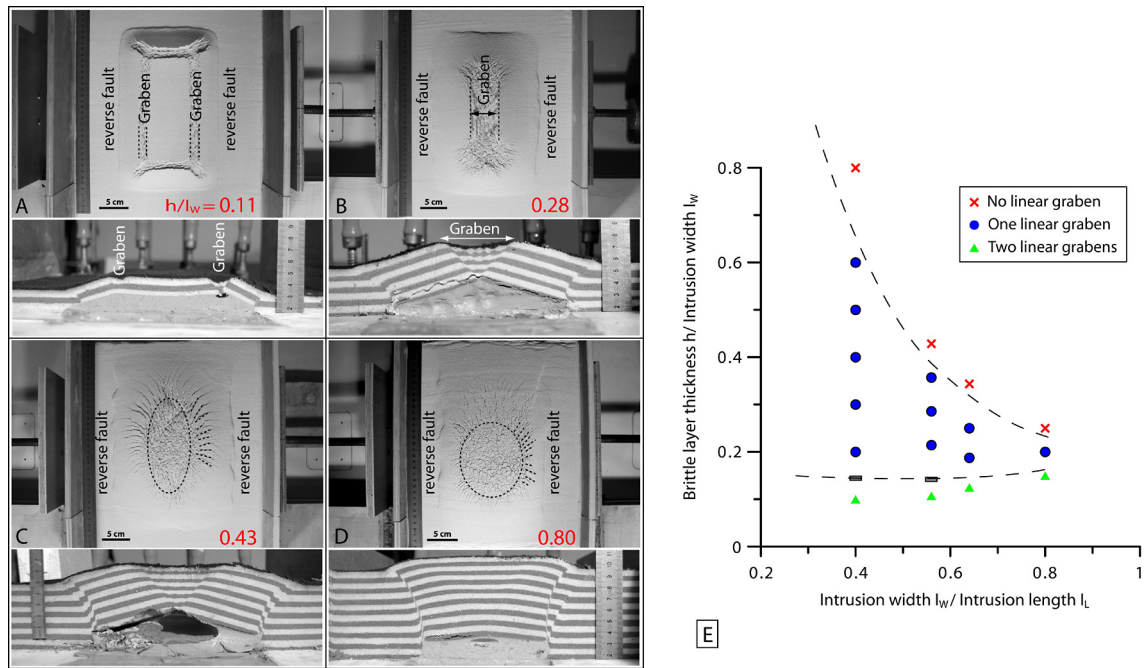 reverse fault
Graben
Graben
reverse fault
A
5 cm
h/lW = 0.11
reverse fault
Graben
reverse fault
B
5 cm
0.28
Graben
Graben
Graben
reverse fault
reverse fault
C
5 cm
0.43
reverse fault
reverse fault
D
5 cm
0.80
Brittle layer thickness h/ Intrusion width lW
0.8
0.6
0.4
0.2
0
0.2
0.4
0.6
0.8
1
Intrusion width lW/ Intrusion length lL
No linear graben
One linear graben
Two linear grabens
E